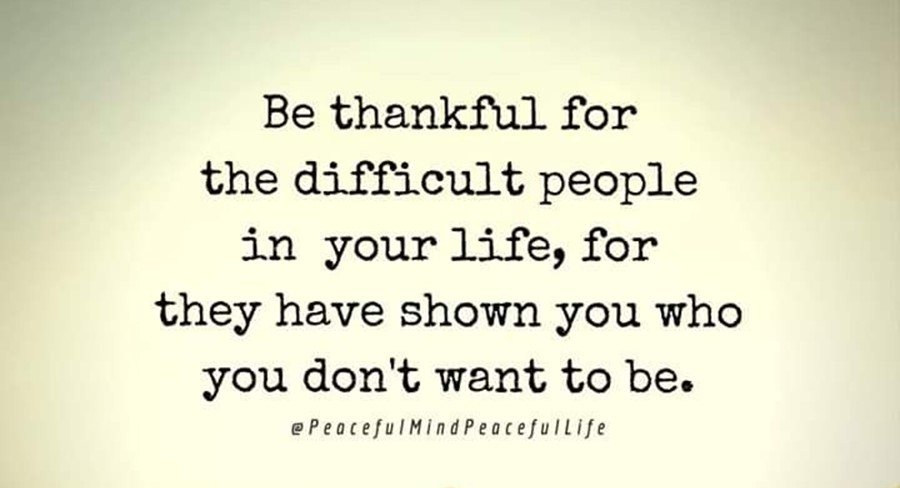 Be thankful for
the difficult people
in your life, for
they have shown you who
you don't want to be.
@PeacefulMindPeacefulLife